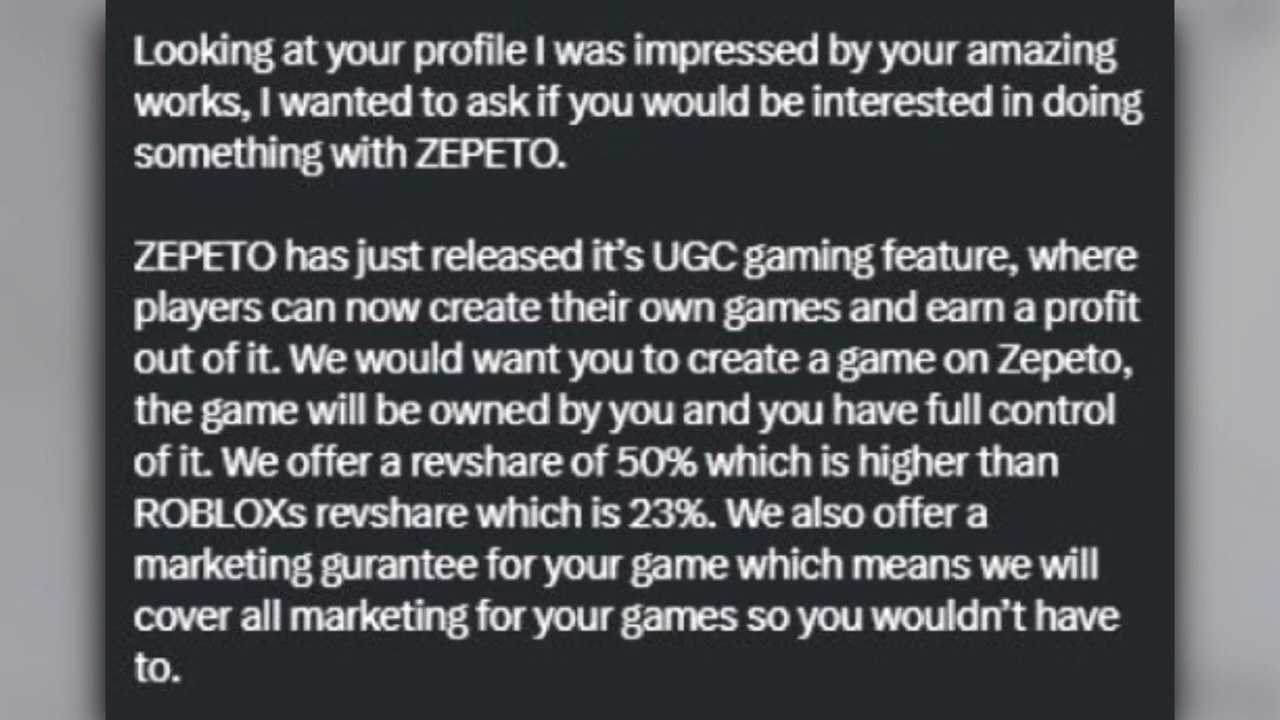 Looking at your profile I was impressed by your amazing
works, I wanted to ask if you would be interested in doing
something with ZEPETO.
ZEPETO has just released it's UGC gaming feature, where
players can now create their own games and earn a profit
out of it. We would want you to create a game on Zepeto,
the game will be owned by you and you have full control
of it. We offer a revshare of 50% which is higher than
ROBLOXs revshare which is 23%. We also offer a
marketing gurantee for your game which means we will
cover all marketing for your games so you wouldn't have
to.